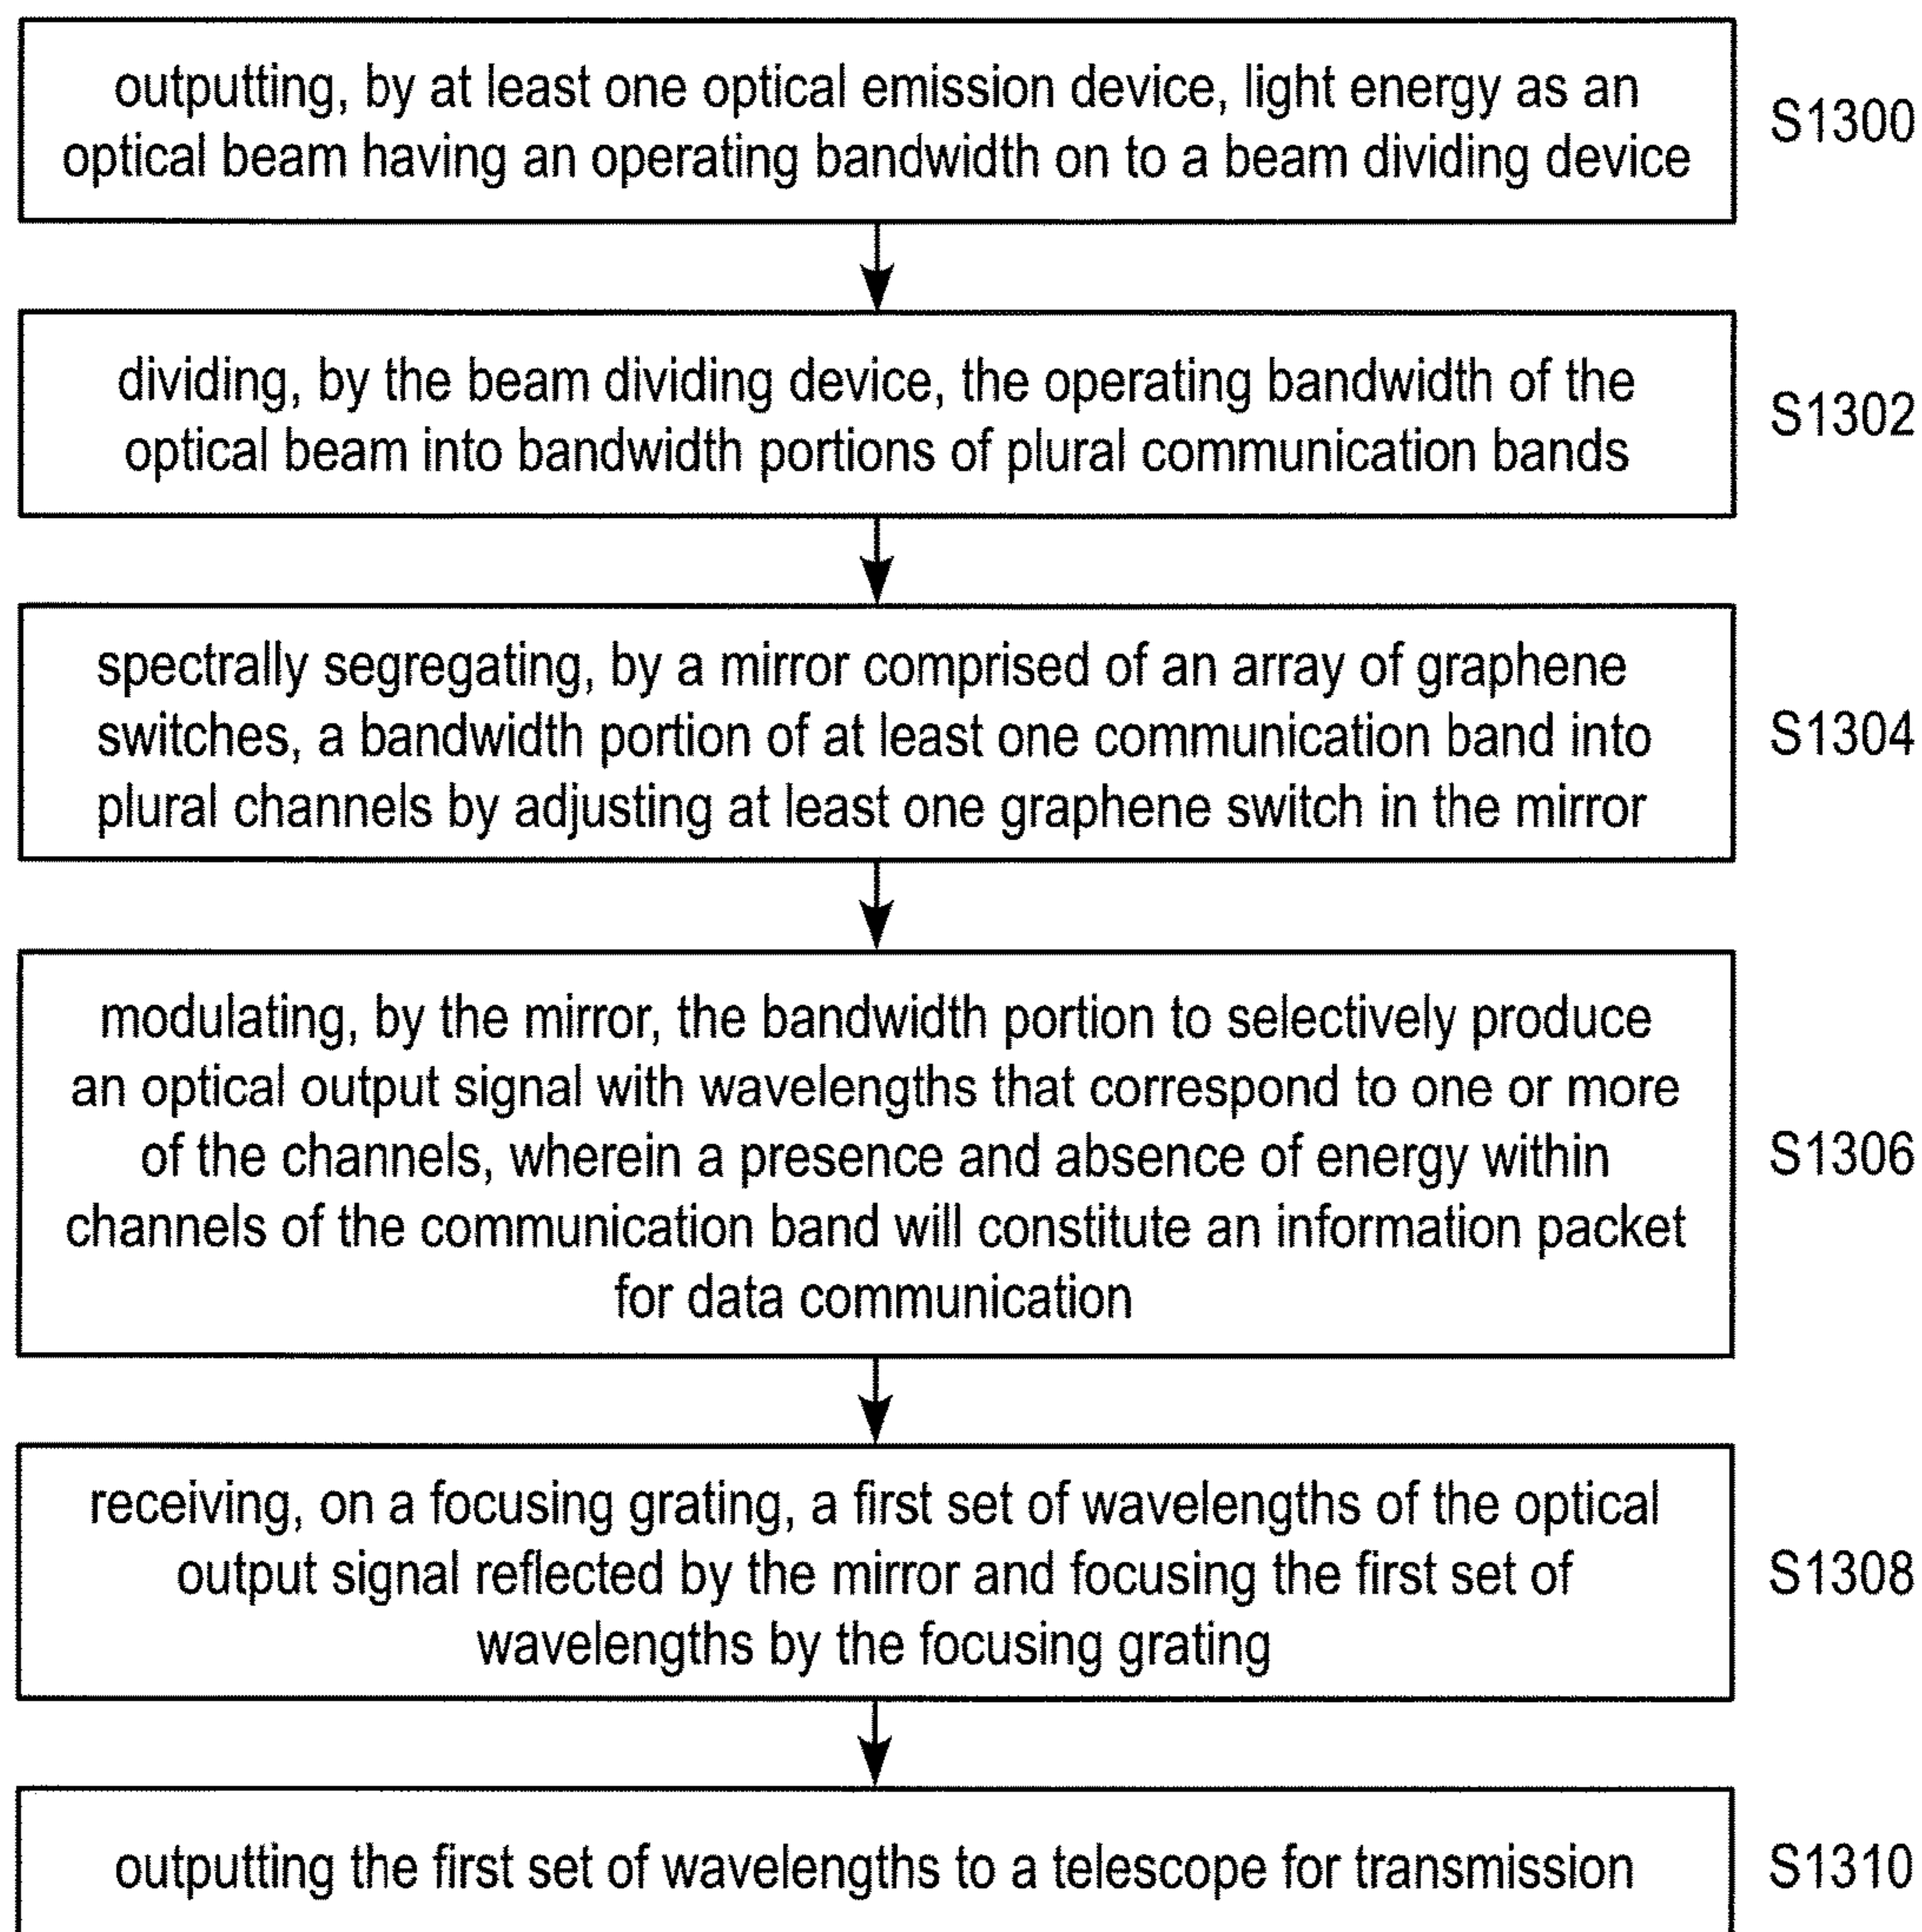 outputting, by at least one optical emission device, light energy as an
optical beam having an operating bandwidth on to a beam dividing device
S1300
dividing, by the beam dividing device, the operating bandwidth of the
optical beam into bandwidth portions of plural communication bands
S1302
spectrally segregating, by a mirror comprised of an array of graphene
switches, a bandwidth portion of at least one communication band into
plural channels by adjusting at least one graphene switch in the mirror
S1304
modulating, by the mirror, the bandwidth portion to selectively produce
an optical output signal with wavelengths that correspond to one or more
of the channels, wherein a presence and absence of energy within
channels of the communication band will constitute an information packet
for data communication
S1306
receiving, on a focusing grating, a first set of wavelengths of the optical
output signal reflected by the mirror and focusing the first set of
wavelengths by the focusing grating
S1308
outputting the first set of wavelengths to a telescope for transmission
S1310